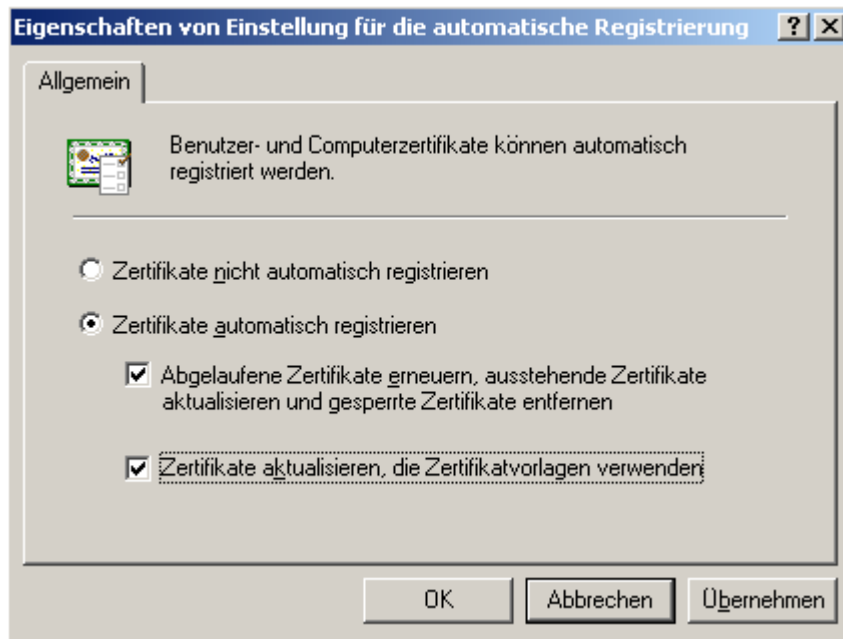 Eigenschaften von Einstellung für die automatische Registrierung
Allgemein
Benutzer- und Computerzertifikate können automatisch
registriert werden.
Zertifikate nicht automatisch registrieren
Zertifikate automatisch registrieren
Abgelaufene Zertifikate erneuern, ausstehende Zertifikate
aktualisieren und gesperrte Zertifikate entfernen
Zertifikate aktualisieren, die Zertifikatvorlagen verwenden
OK Abbrechen Übernehmen